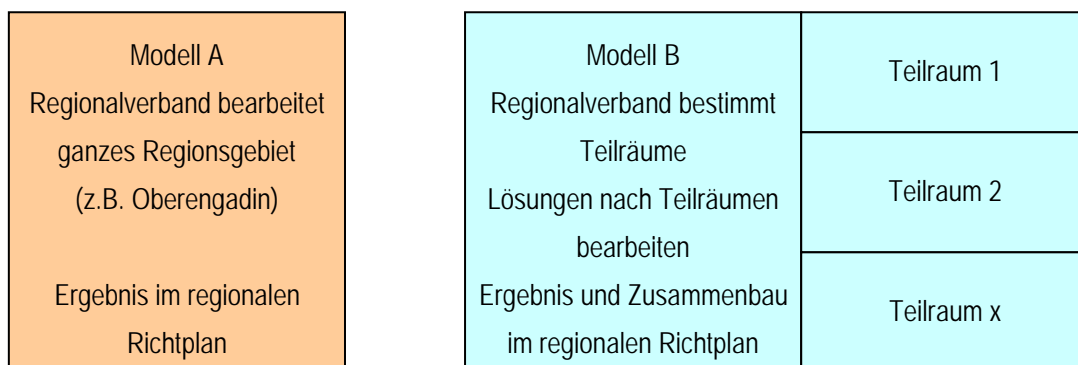 Modell A
Regionalverband bearbeitet
ganzes Regionsgebiet
(z.B. Oberengadin)
Ergebnis im regionalen
Richtplan
Modell B
Regionalverband bestimmt
Teilräume
Lösungen nach Teilräumen
bearbeiten
Ergebnis und Zusammenbau
im regionalen Richtplan
Teilraum 1
Teilraum 2
Teilraum x